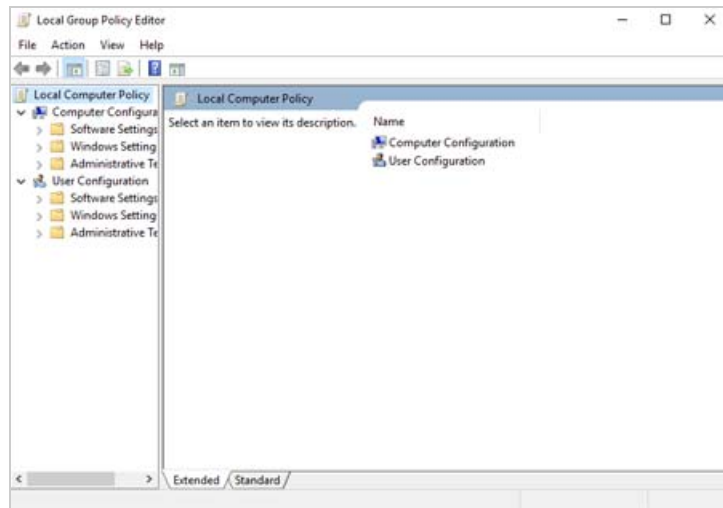 Local Group Policy Editor
File Action View Help
Local Computer Policy
Computer Configura
Software Settings
Windows Setting
Administrative Te
User Configuration
Software Settings
Windows Setting
Administrative Te
Local Computer Policy
Select an item to view its description.
Name
Computer Configuration
User Configuration
Extended Standard